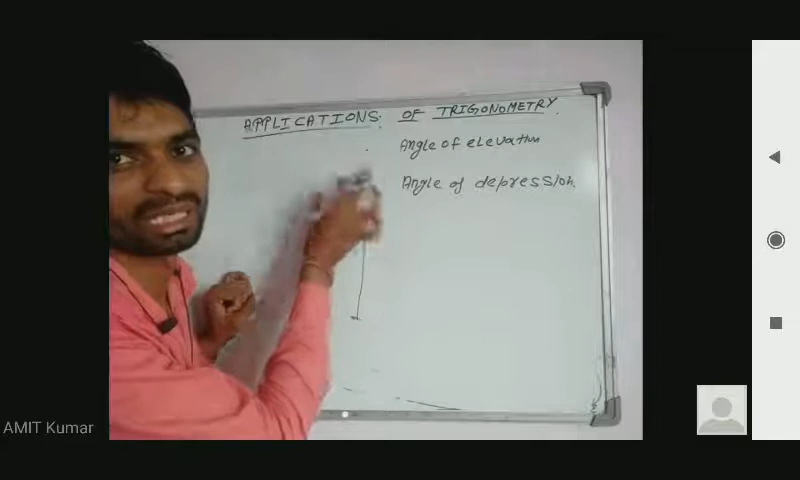 APPLICATIONS OF TRIGONOMETRY
Angle of elevation
Angle of depression
AMIT Kumar